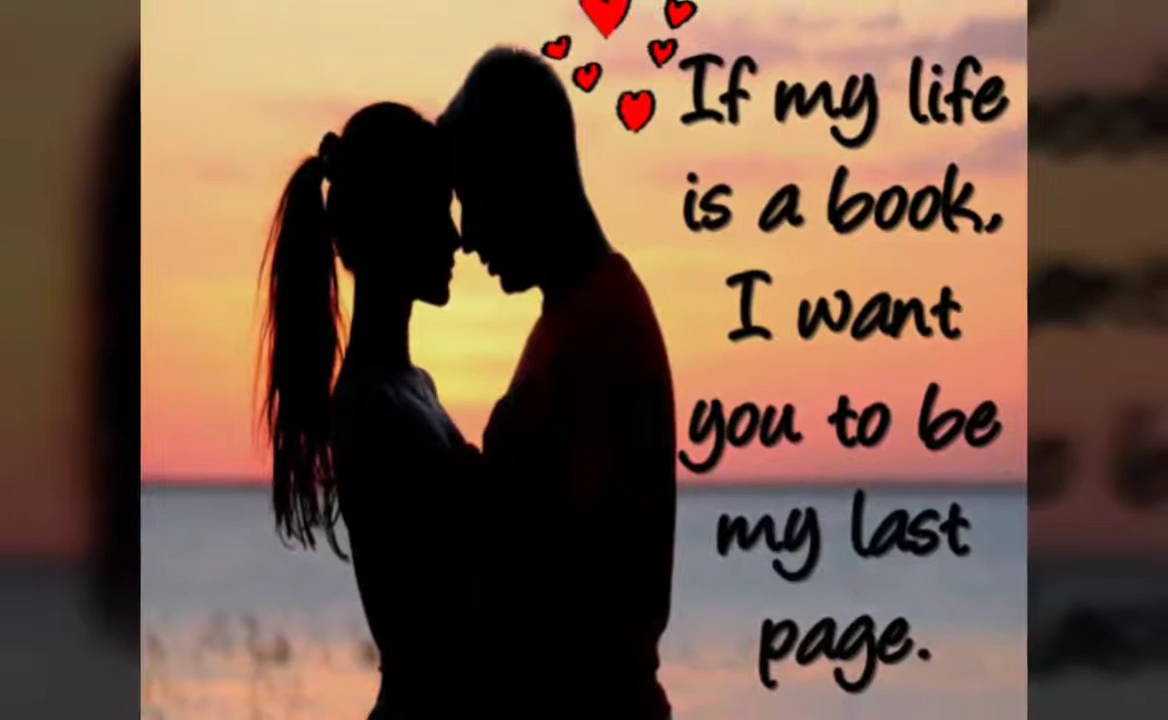 If my life
is a book,
I want
you to be
my last
page.